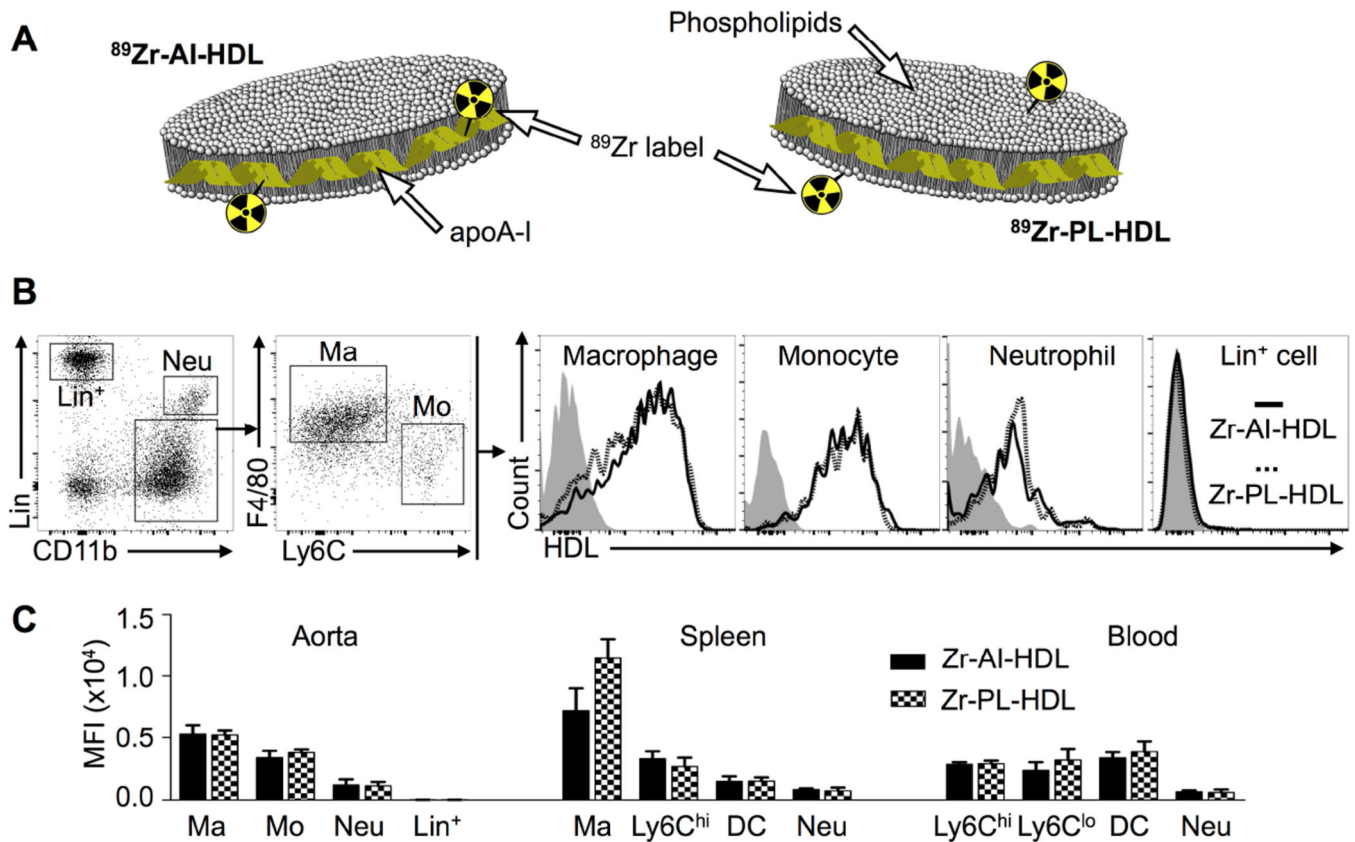 A
⁸⁹Zr-AI-HDL
Phospholipids
⁸⁹Zr label
apoA-I
⁸⁹Zr-PL-HDL
B
Lin
CD11b
Lin⁺
Neu
F4/80
Ly6C
Ma
Mo
Count
HDL
Macrophage
Monocyte
Neutrophil
Lin⁺ cell
Zr-AI-HDL
Zr-PL-HDL
C
MFI (x10⁴)
1.5
1.0
0.5
0.0
Aorta
Spleen
Blood
Zr-AI-HDL
Zr-PL-HDL
Ma Mo Neu Lin⁺
Ma Ly6Cʰⁱ DC Neu
Ly6Cʰⁱ Ly6Cˡᵒ DC Neu